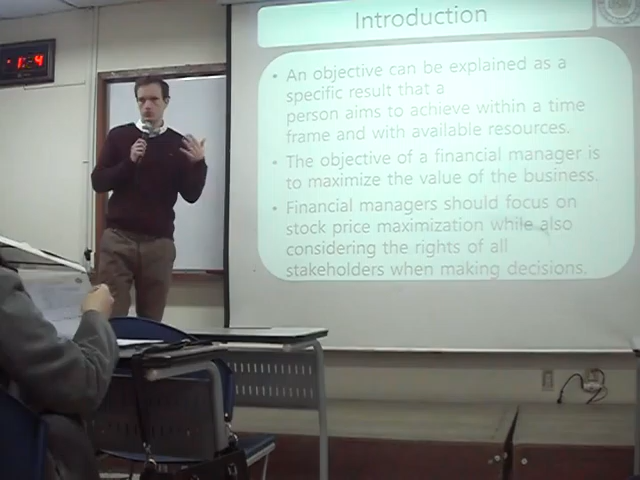 Introduction
• An objective can be explained as a
specific result that a
person aims to achieve within a time
frame and with available resources.
• The objective of a financial manager is
to maximize the value of the business.
• Financial managers should focus on
stock price maximization while also
considering the rights of all
stakeholders when making decisions.